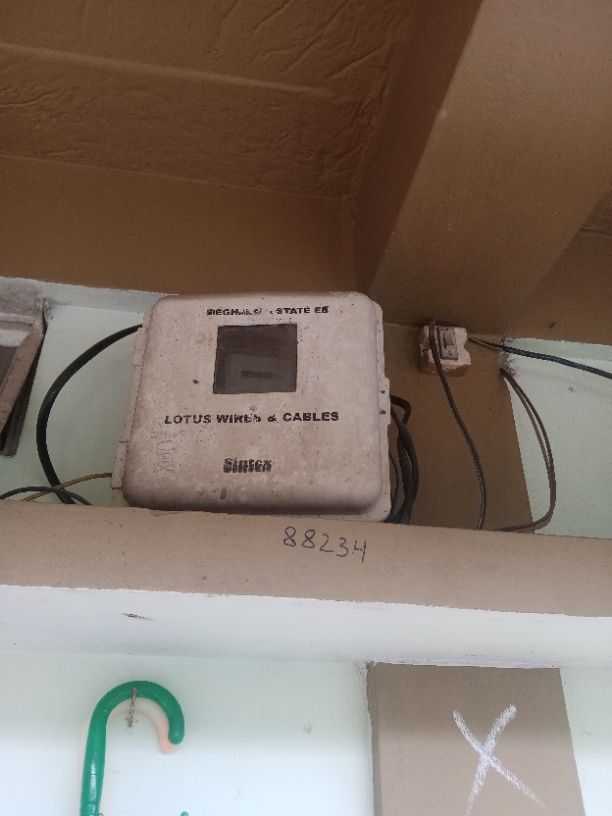 STATE EB
LOTUS WIRES & CABLES
Sintex
88234
X